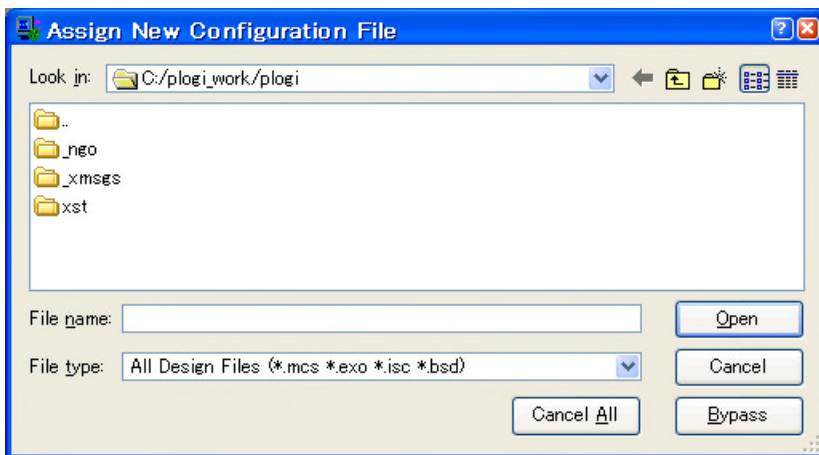 Assign New Configuration File
Look in: C:/plogi_work/plogi
..
_ngo
_xmsgs
xst
File name: Open
File type: All Design Files (*.mcs *.exo *.isc *.bsd) Cancel
Cancel All Bypass